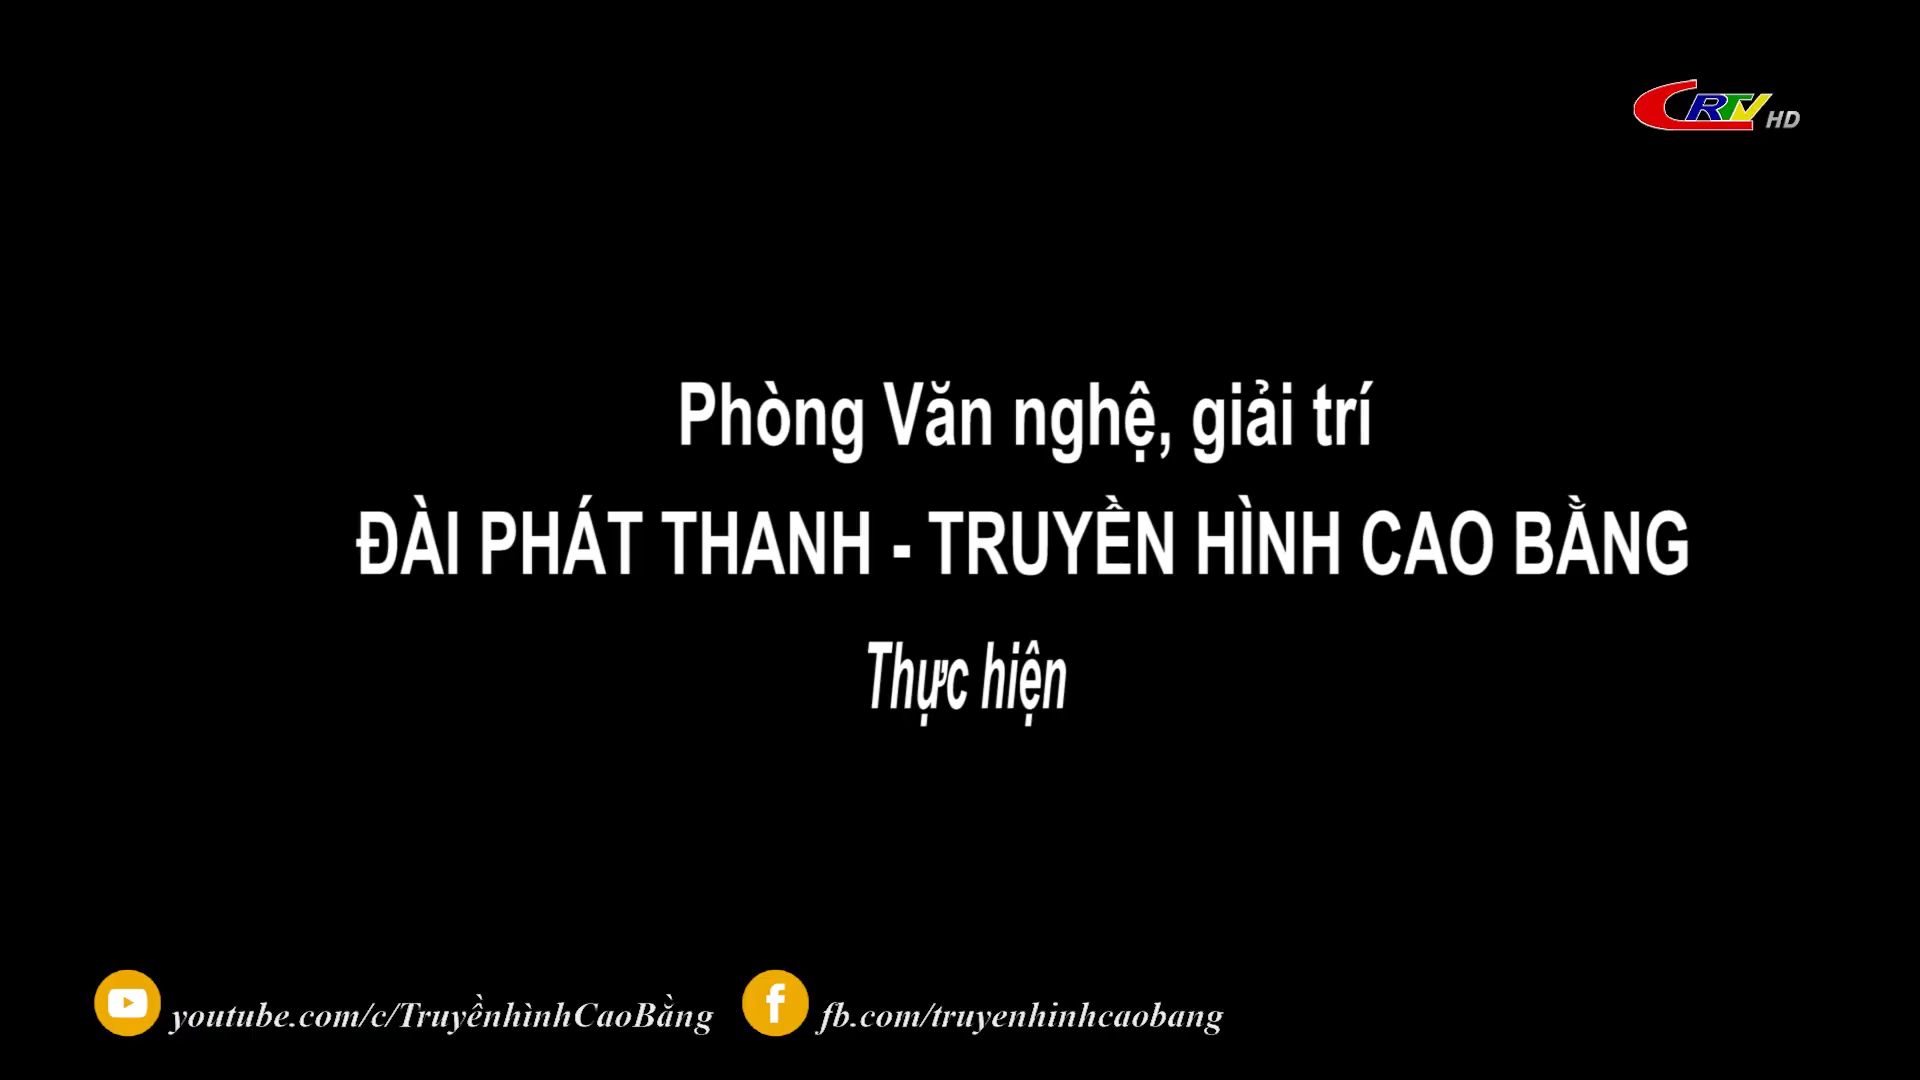 CRTV HD
Phòng Văn nghệ, giải trí
ĐÀI PHÁT THANH - TRUYỀN HÌNH CAO BẰNG
Thực hiện
youtube.com/c/TruyềnhìnhCaoBằng fb.com/truyenhinhcaobang